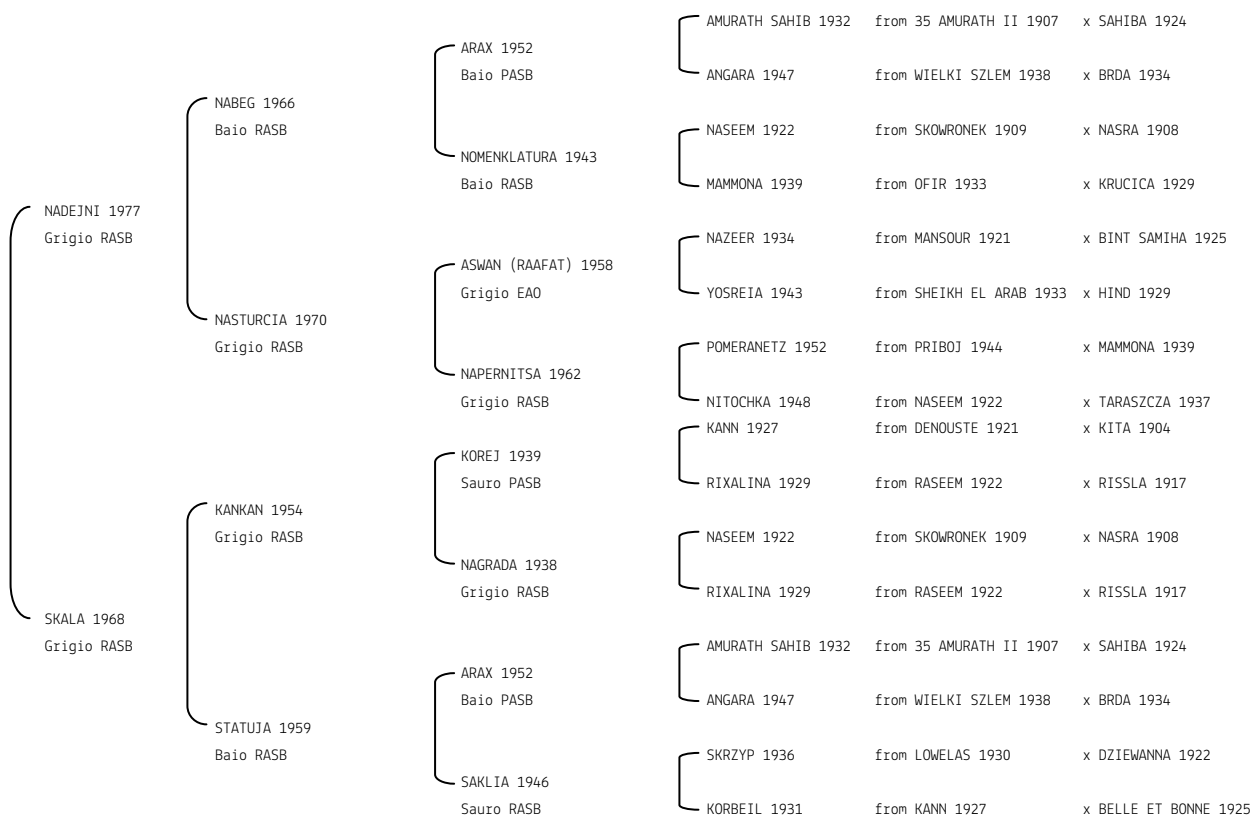 AMURATH SAHIB 1932 from 35 AMURATH II 1907 x SAHIBA 1924
ARAX 1952
Baio PASB
ANGARA 1947 from WIELKI SZLEM 1938 x BRDA 1934
NABEG 1966
Baio RASB
NASEEM 1922 from SKOWRONEK 1909 x NASRA 1908
NOMENKLATURA 1943
Baio RASB
MAMMONA 1939 from OFIR 1933 x KRUCICA 1929
NADEJNI 1977
Grigio RASB
NAZEER 1934 from MANSOUR 1921 x BINT SAMIHA 1925
ASWAN (RAAFAT) 1958
Grigio EAO
YOSREIA 1943 from SHEIKH EL ARAB 1933 x HIND 1929
NASTURCIA 1970
Grigio RASB
POMERANETZ 1952 from PRIBOJ 1944 x MAMMONA 1939
NAPERNITSA 1962
Grigio RASB
NITOCHKA 1948 from NASEEM 1922 x TARASZCZA 1937
KANN 1927 from DENOUSTE 1921 x KITA 1904
KOREJ 1939
Sauro PASB
RIXALINA 1929 from RASEEM 1922 x RISSLA 1917
KANKAN 1954
Grigio RASB
NASEEM 1922 from SKOWRONEK 1909 x NASRA 1908
NAGRADA 1938
Grigio RASB
RIXALINA 1929 from RASEEM 1922 x RISSLA 1917
SKALA 1968
Grigio RASB
AMURATH SAHIB 1932 from 35 AMURATH II 1907 x SAHIBA 1924
ARAX 1952
Baio PASB
ANGARA 1947 from WIELKI SZLEM 1938 x BRDA 1934
STATUJA 1959
Baio RASB
SKRZYP 1936 from LOWELAS 1930 x DZIEWANNA 1922
SAKLIA 1946
Sauro RASB
KORBEIL 1931 from KANN 1927 x BELLE ET BONNE 1925